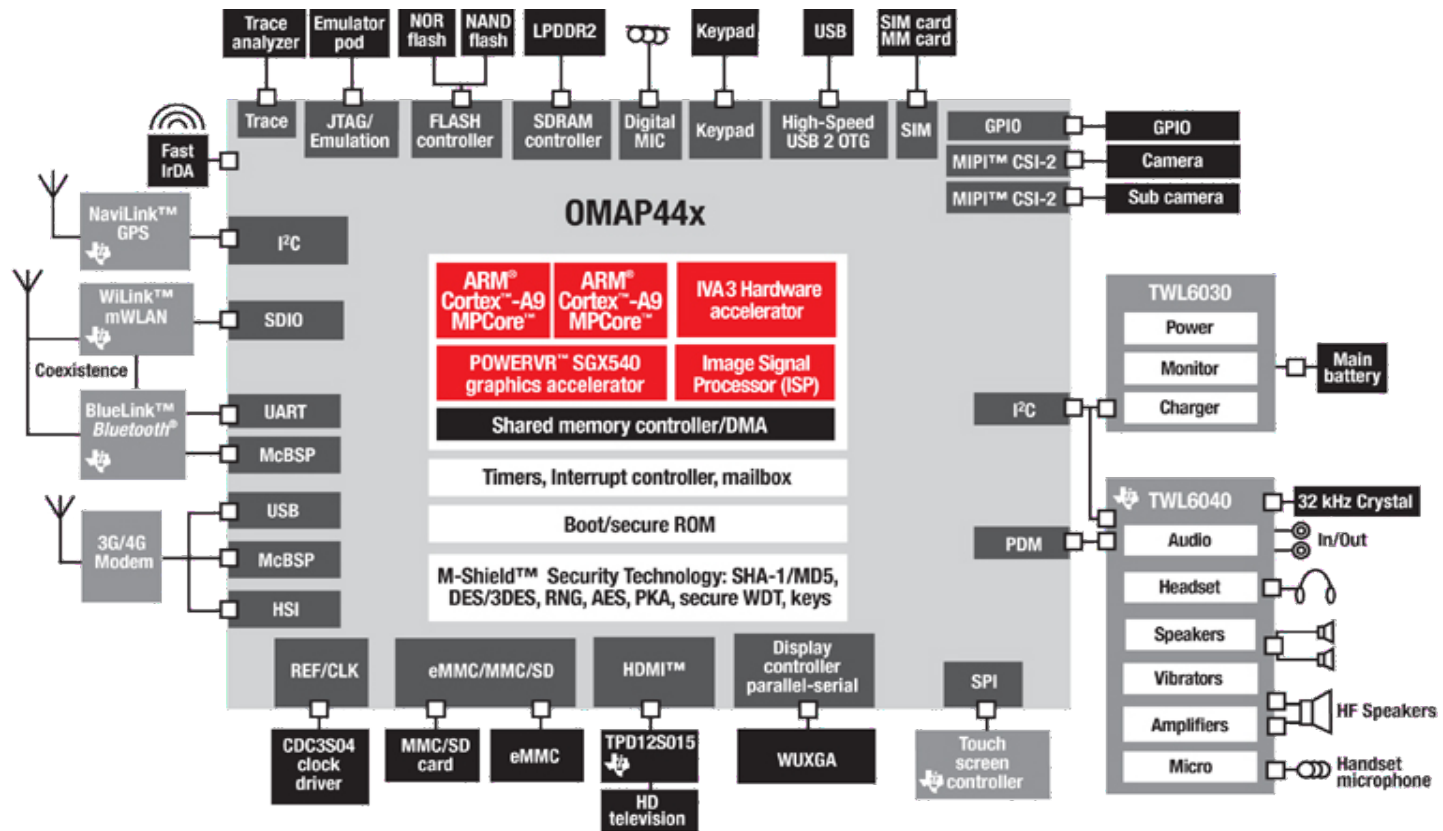 Trace
analyzer
Emulator
pod
NOR
flash
NAND
flash
LPDDR2
Keypad
USB
SIM card
MM card
Trace
JTAG/
Emulation
FLASH
controller
SDRAM
controller
Digital
MIC
Keypad
High-Speed
USB 2 OTG
SIM
GPIO
GPIO
MIPI™ CSI-2
Camera
MIPI™ CSI-2
Sub camera
Fast
IrDA
OMAP44x
NaviLink™
GPS
I²C
WiLink™
mWLAN
SDIO
Coexistence
BlueLink™
Bluetooth®
UART
McBSP
3G/4G
Modem
USB
McBSP
HSI
ARM®
Cortex™-A9
MPCore™
ARM®
Cortex™-A9
MPCore™
IVA3 Hardware
accelerator
POWERVR™ SGX540
graphics accelerator
Image Signal
Processor (ISP)
Shared memory controller/DMA
Timers, Interrupt controller, mailbox
Boot/secure ROM
M-Shield™ Security Technology: SHA-1/MD5,
DES/3DES, RNG, AES, PKA, secure WDT, keys
I²C
PDM
TWL6030
Power
Monitor
Charger
Main
battery
TWL6040
32 kHz Crystal
Audio
In/Out
Headset
Speakers
Vibrators
Amplifiers
HF Speakers
Micro
Handset
microphone
REF/CLK
eMMC/MMC/SD
HDMI™
Display
controller
parallel-serial
SPI
CDC3S04
clock
driver
MMC/SD
card
eMMC
TPD12S015
HD
television
WUXGA
Touch
screen
controller